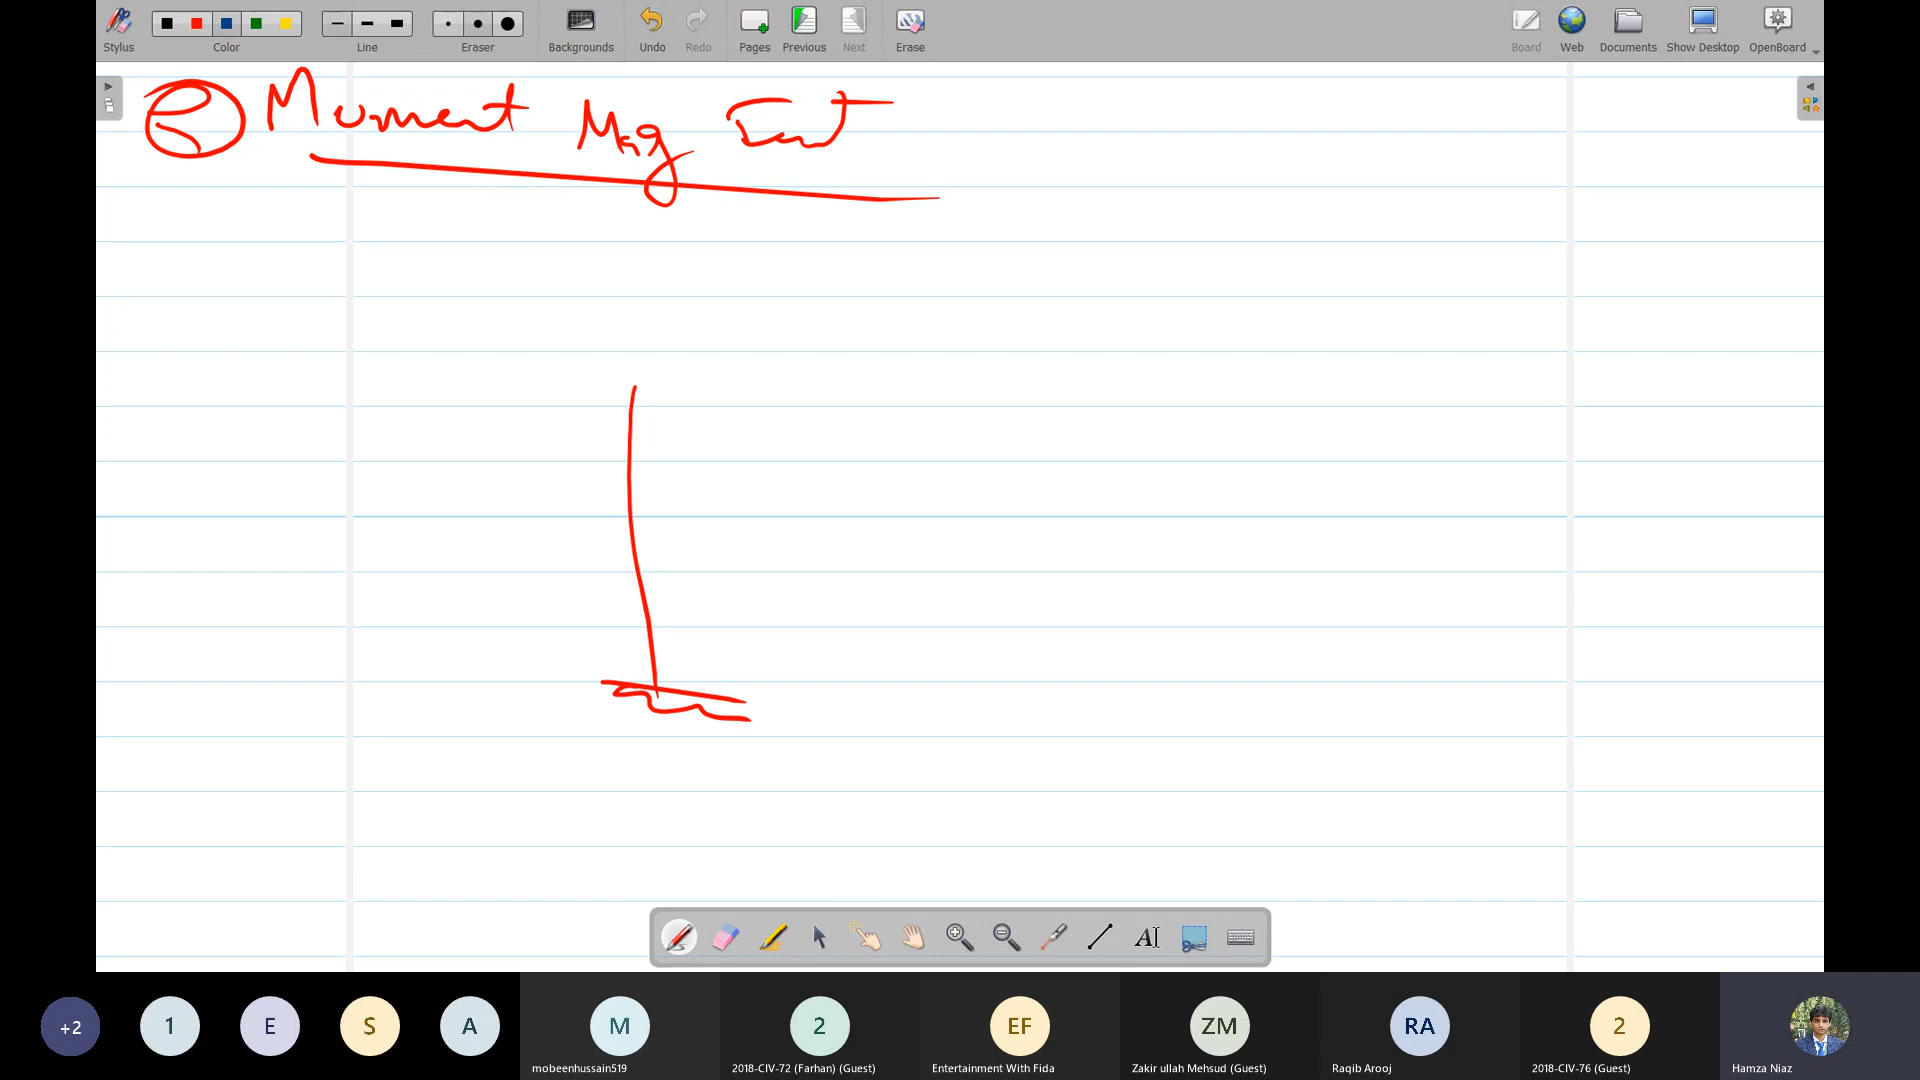 Stylus Color Line Eraser Backgrounds Undo Redo Pages Previous Next Erase Board Web Documents Show Desktop OpenBoard
Moment Mag
+2 1 E S A M 2 EF ZM RA 2
mobeenhussain519 2018-CIV-72 (Farhan) (Guest) Entertainment With Fida Zakir ullah Mehsud (Guest) Raqib Arooj 2018-CIV-76 (Guest) Hamza Niaz